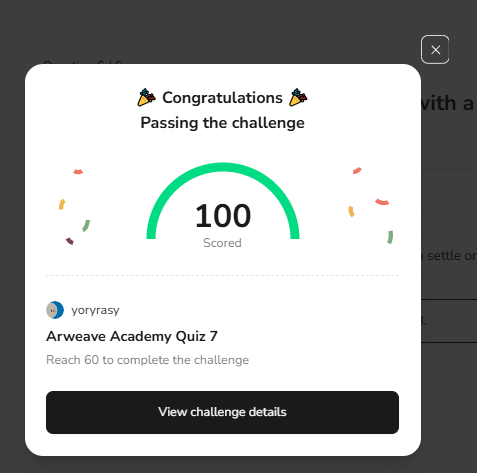 with a
Congratulations
Passing the challenge
100
Scored
settle or
yoryrasy
Arweave Academy Quiz 7
Reach 60 to complete the challenge
View challenge details